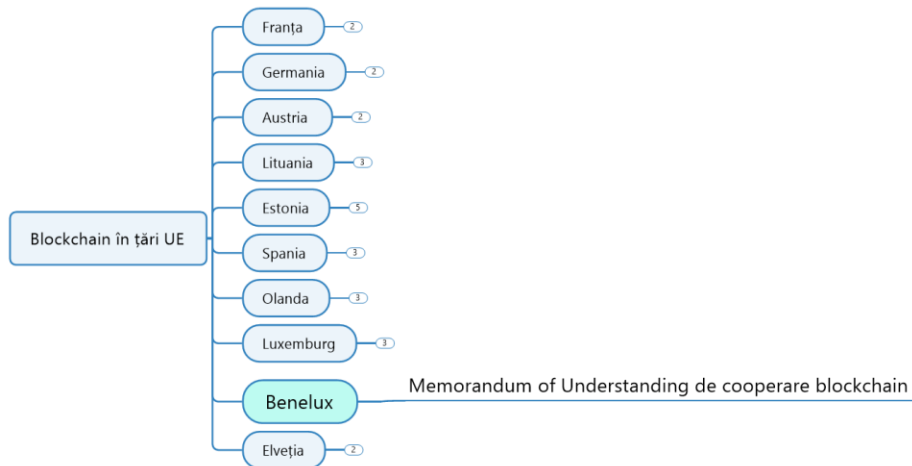 Franța 2
Germania 2
Austria 2
Lituania 3
Estonia 5
Blockchain în țări UE
Spania 3
Olanda 3
Luxemburg 3
Memorandum of Understanding de cooperare blockchain
Benelux
Elveția 2